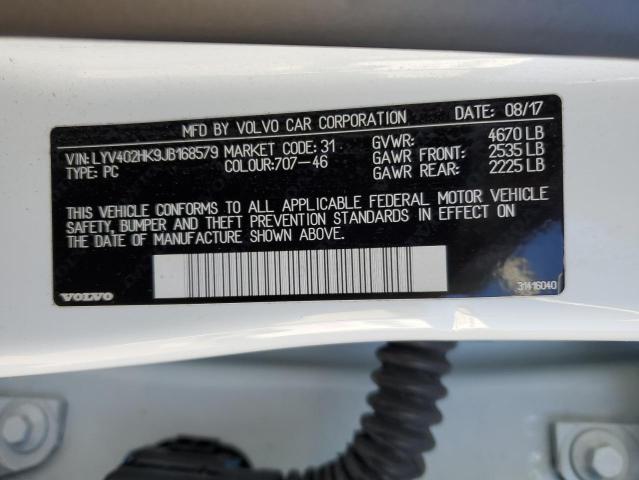 MFD BY VOLVO CAR CORPORATION DATE: 08/17
VIN: LYV402HK9JB168579 MARKET CODE: 31 GVWR: 4670 LB
TYPE: PC COLOUR:707-46 GAWR FRONT: 2535 LB
GAWR REAR: 2225 LB
THIS VEHICLE CONFORMS TO ALL APPLICABLE FEDERAL MOTOR VEHICLE
SAFETY, BUMPER AND THEFT PREVENTION STANDARDS IN EFFECT ON
THE DATE OF MANUFACTURE SHOWN ABOVE.
VOLVO 31416040